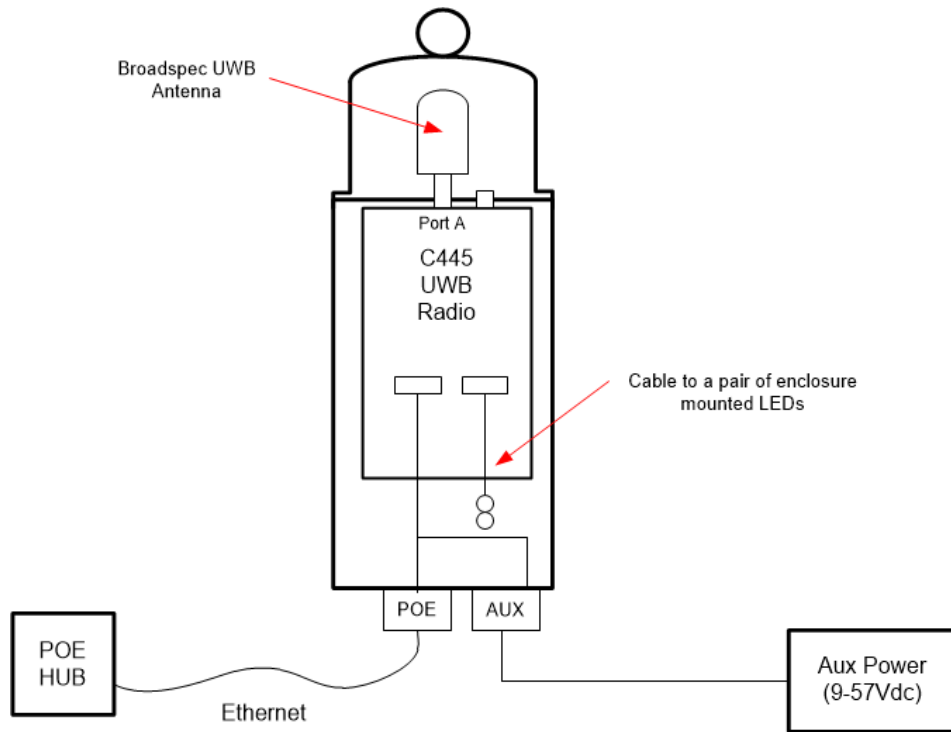 Broadspec UWB
Antenna
Port A
C445
UWB
Radio
Cable to a pair of enclosure
mounted LEDs
POE
AUX
POE
HUB
Ethernet
Aux Power
(9-57Vdc)